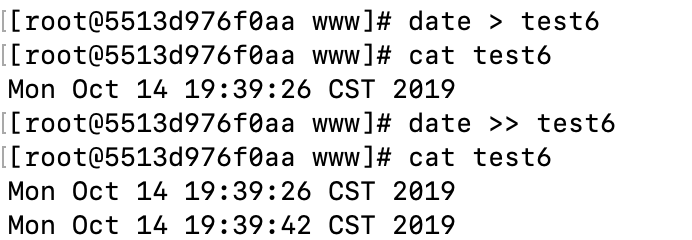 [[root@5513d976f0aa www]# date > test6
[[root@5513d976f0aa www]# cat test6
Mon Oct 14 19:39:26 CST 2019
[[root@5513d976f0aa www]# date >> test6
[[root@5513d976f0aa www]# cat test6
Mon Oct 14 19:39:26 CST 2019
Mon Oct 14 19:39:42 CST 2019